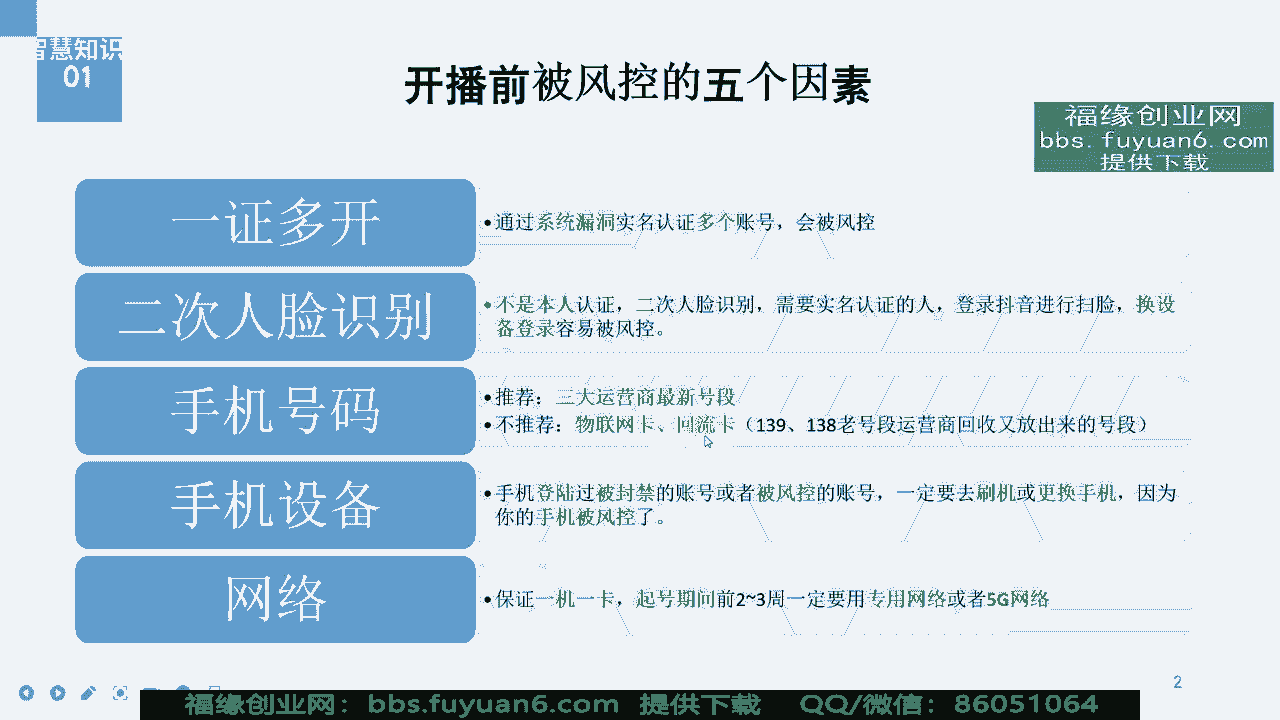 智慧知识
01
开播前被风控的五个因素
福缘创业网
bbs.fuyuan6.com
提供下载
一证多开
•通过系统漏洞实名认证多个账号，会被风控
二次人脸识别
•不是本人认证，二次人脸识别，需要实名认证的人，登录抖音进行扫脸，换设
备登录容易被风控。
手机号码
•推荐：三大运营商最新号段
•不推荐：物联网卡、回流卡（139、138老号段运营商回收又放出来的号段）
手机设备
•手机登陆过被封禁的账号或者被风控的账号，一定要去刷机或更换手机，因为
你的手机被风控了。
网络
•保证一机一卡，起号期间前2~3周一定要用专用网络或者5G网络
2
福缘创业网：bbs.fuyuan6.com 提供下载 QQ/微信：86051064